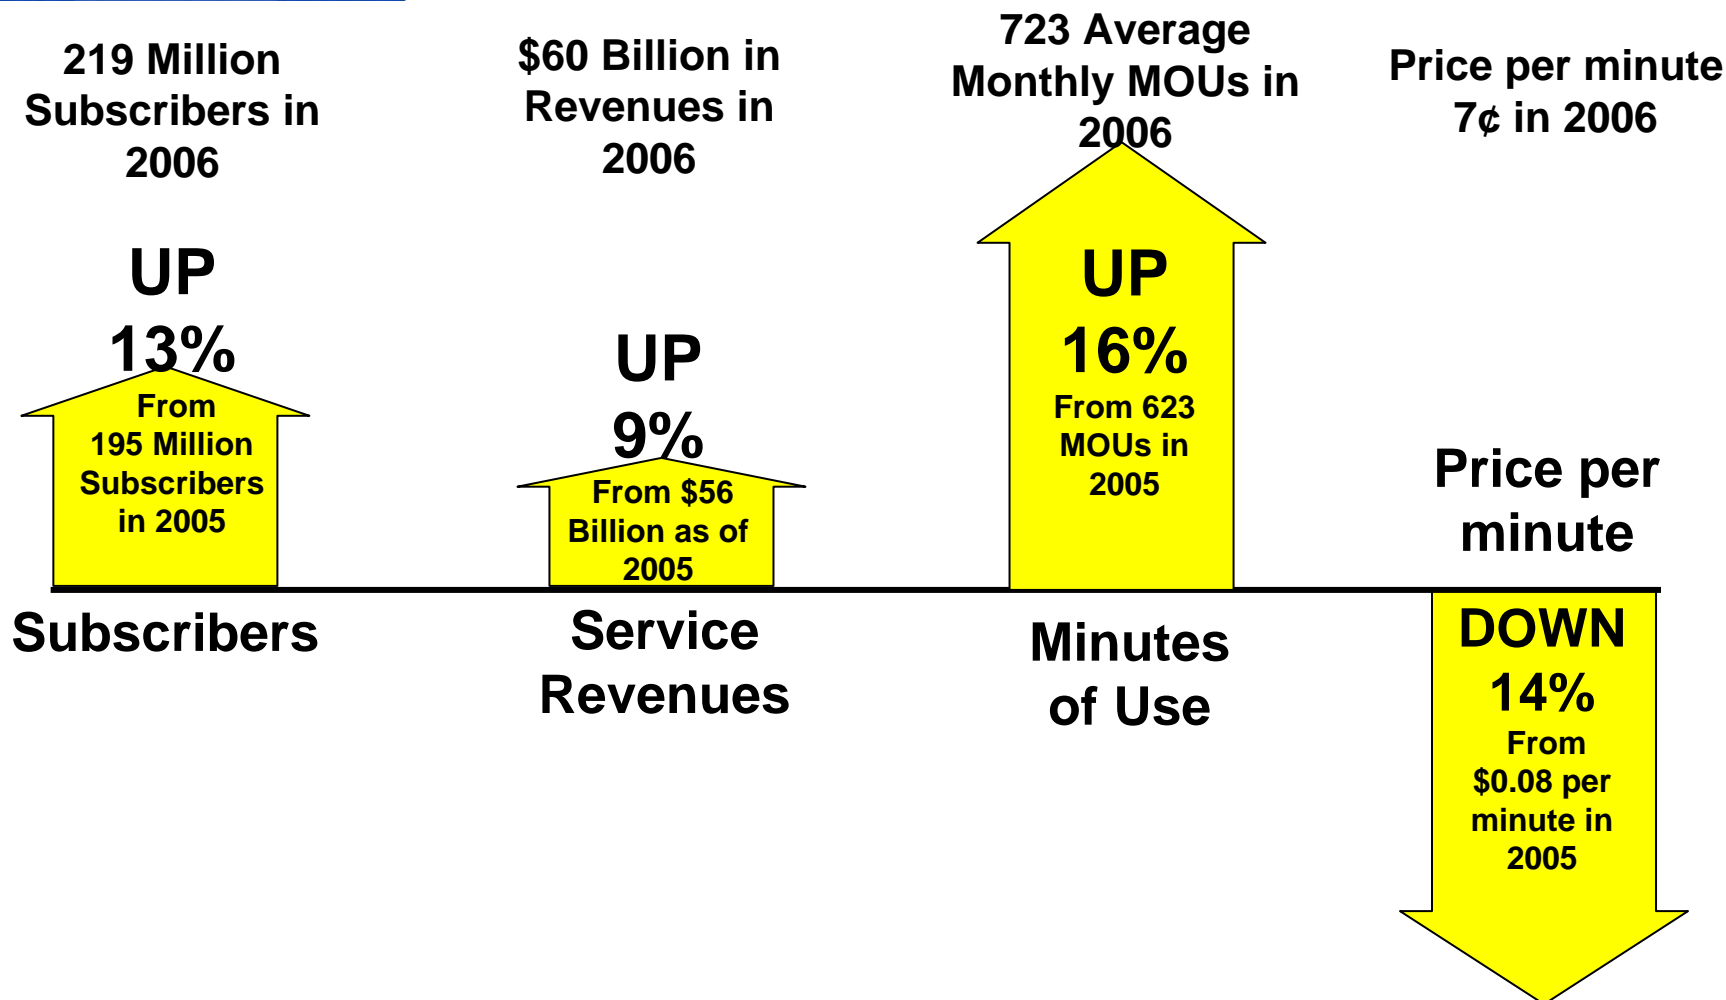 219 Million
Subscribers in
2006
$60 Billion in
Revenues in
2006
723 Average
Monthly MOUs in
2006
Price per minute
7¢ in 2006
UP
13%
From
195 Million
Subscribers
in 2005
UP
9%
From $56
Billion as of
2005
UP
16%
From 623
MOUs in
2005
Price per
minute
Subscribers
Service
Revenues
Minutes
of Use
DOWN
14%
From
$0.08 per
minute in
2005